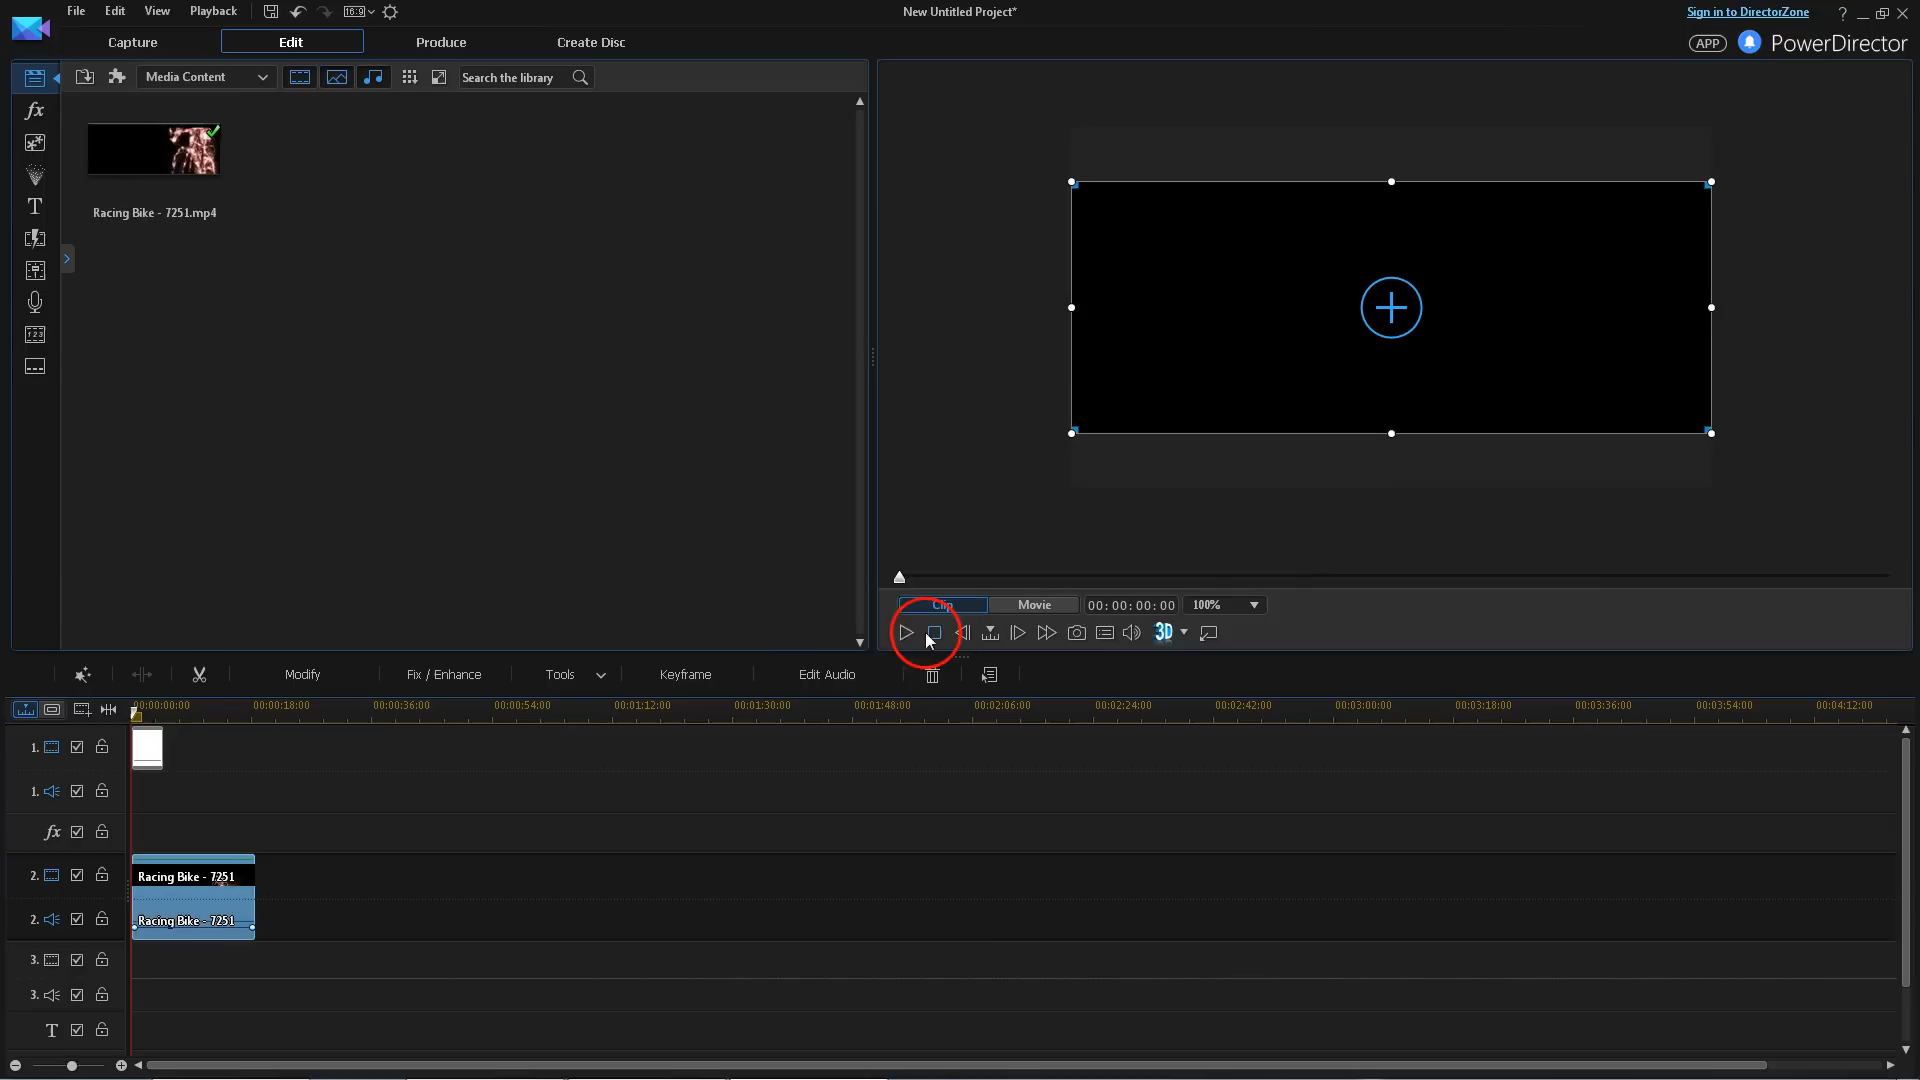 File Edit View Playback 16:9 New Untitled Project* Sign in to DirectorZone ?
Capture Edit Produce Create Disc APP PowerDirector
Media Content Search the library
fx
Racing Bike - 7251.mp4
T
1 2 3
Clip Movie 00:00:00:00 100%
3D
Modify Fix / Enhance Tools Keyframe Edit Audio
00:00:00:00 00:00:18:00 00:00:36:00 00:00:54:00 00:01:12:00 00:01:30:00 00:01:48:00 00:02:06:00 00:02:24:00 00:02:42:00 00:03:00:00 00:03:18:00 00:03:36:00 00:03:54:00 00:04:12:00
1.
1.
fx
2. Racing Bike - 7251
2. Racing Bike - 7251
3.
3.
T